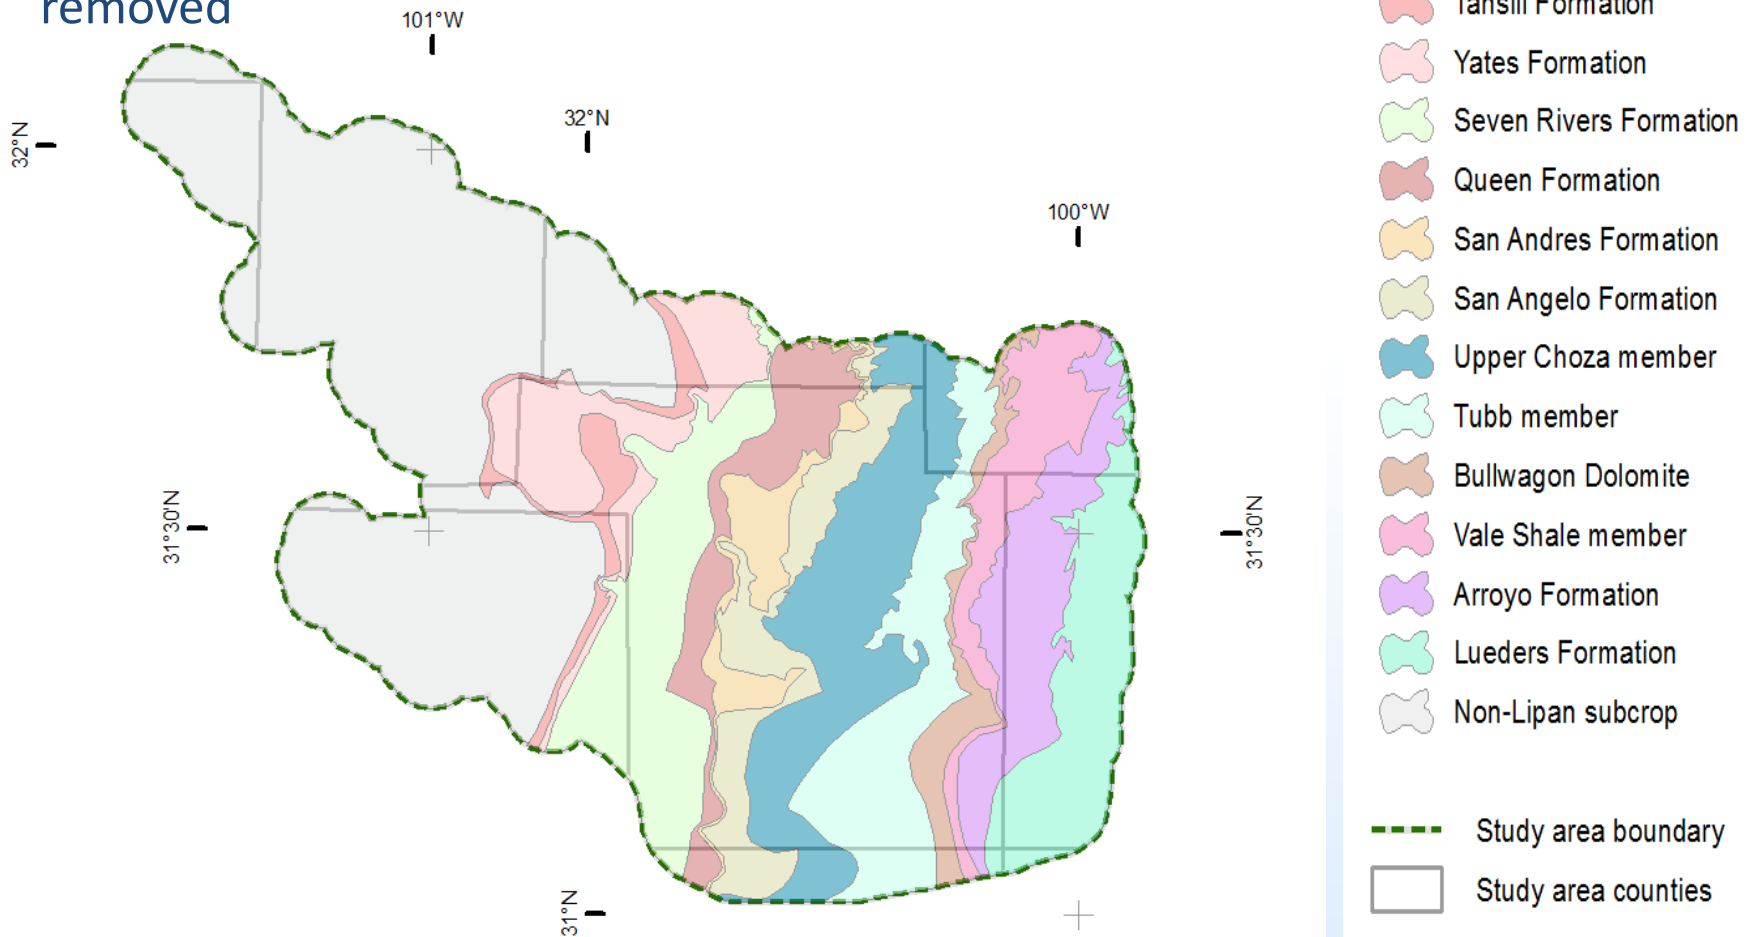 removed
101°W
32°N
32°N
100°W
31°30'N
31°30'N
31°N
Tansill Formation
Yates Formation
Seven Rivers Formation
Queen Formation
San Andres Formation
San Angelo Formation
Upper Choza member
Tubb member
Bullwagon Dolomite
Vale Shale member
Arroyo Formation
Lueders Formation
Non-Lipan subcrop
Study area boundary
Study area counties